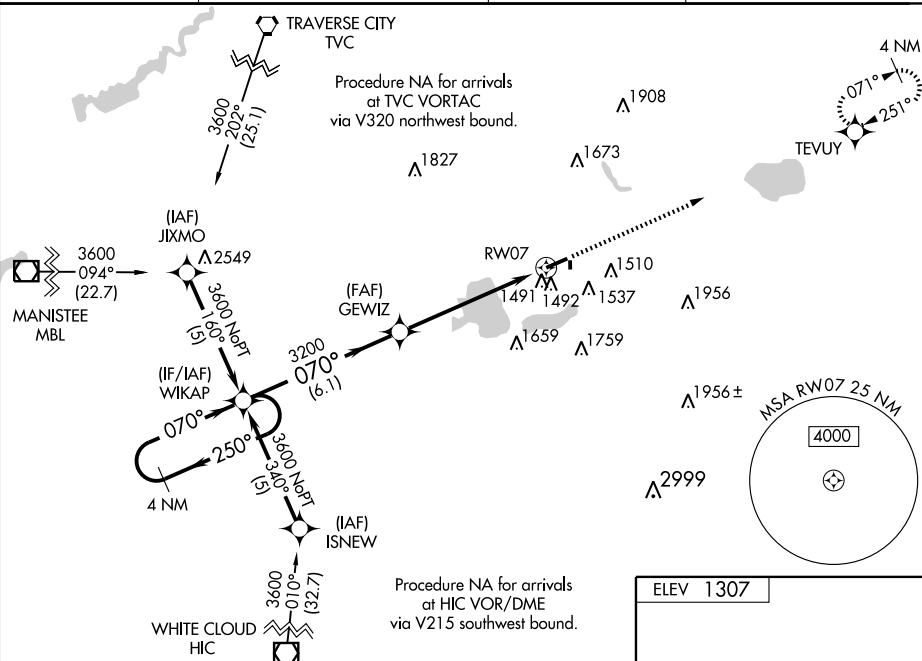 TRAVERSE CITY
TVC
4 NM
071°
251°
TEVUY
Procedure NA for arrivals
at TVC VORTAC
via V320 northwest bound.
3600
202°
(25.1)
1908
1827
1673
(IAF)
JIXMO
2549
3600
094°
(22.7)
MANISTEE
MBL
RW07
1510
1491
1492
1537
1956
(FAF)
GEWIZ
1659
1759
3600 NoPT
160°
(5)
3200
070°
(6.1)
(IF/IAF)
WIKAP
070°
250°
4 NM
3600 NoPT
340°
(5)
1956±
MSA RW07 25 NM
4000
2999
(IAF)
ISNEW
3600
010°
(32.7)
WHITE CLOUD
HIC
Procedure NA for arrivals
at HIC VOR/DME
via V215 southwest bound.
ELEV 1307